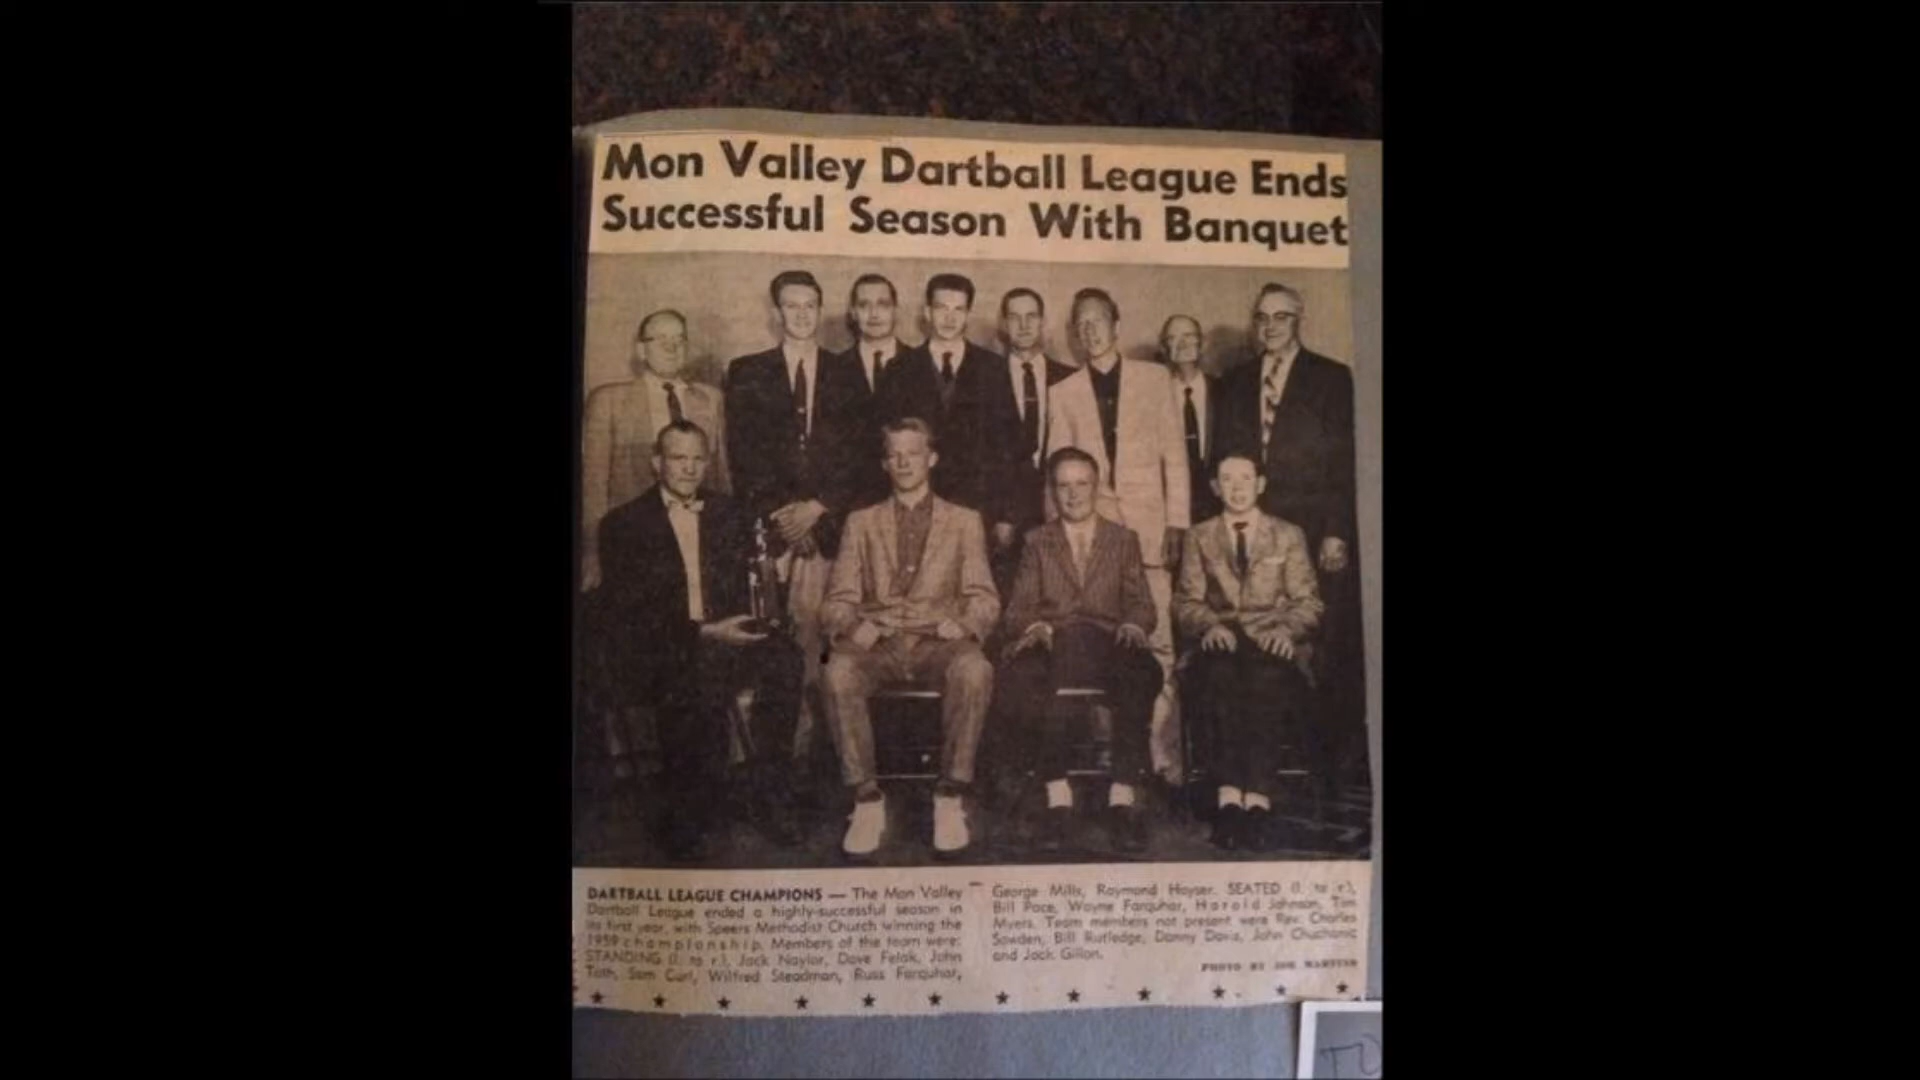 Mon Valley Dartball League Ends
Successful Season With Banquet
DARTBALL LEAGUE CHAMPIONS — The Mon Valley
Dartball League ended a highly-successful season in
its first year, with Speers Methodist Church winning the
1959 championship. Members of the team were:
STANDING (l. to r.), Jack Naylor, Dave Felak, John
Toth, Sam Curl, Wilfred Steadman, Russ Farquhar,
George Mills, Raymond Hayser. SEATED (l. to r.),
Bill Pace, Wayne Farquhar, Harold Johnson, Tom
Myers. Team members not present were Rev. Charles
Sowden, Bill Rutledge, Danny Davis, John Chuchanic
and Jack Gillon.
PHOTO BY JOE